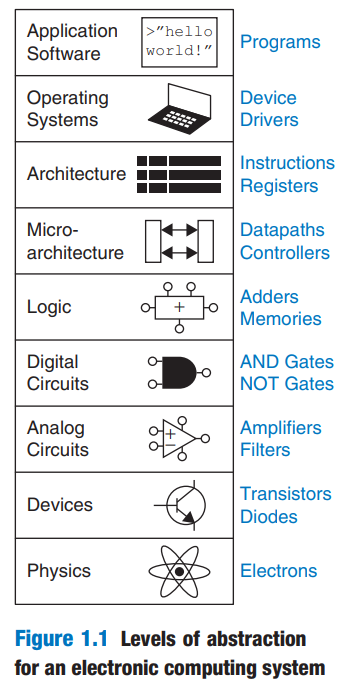 Application
Software
>"hello
world!"
Programs
Operating
Systems
Device
Drivers
Architecture
Instructions
Registers
Micro-
architecture
Datapaths
Controllers
Logic
+
Adders
Memories
Digital
Circuits
AND Gates
NOT Gates
Analog
Circuits
+
-
Amplifiers
Filters
Devices
Transistors
Diodes
Physics
Electrons
Figure 1.1 Levels of abstraction
for an electronic computing system